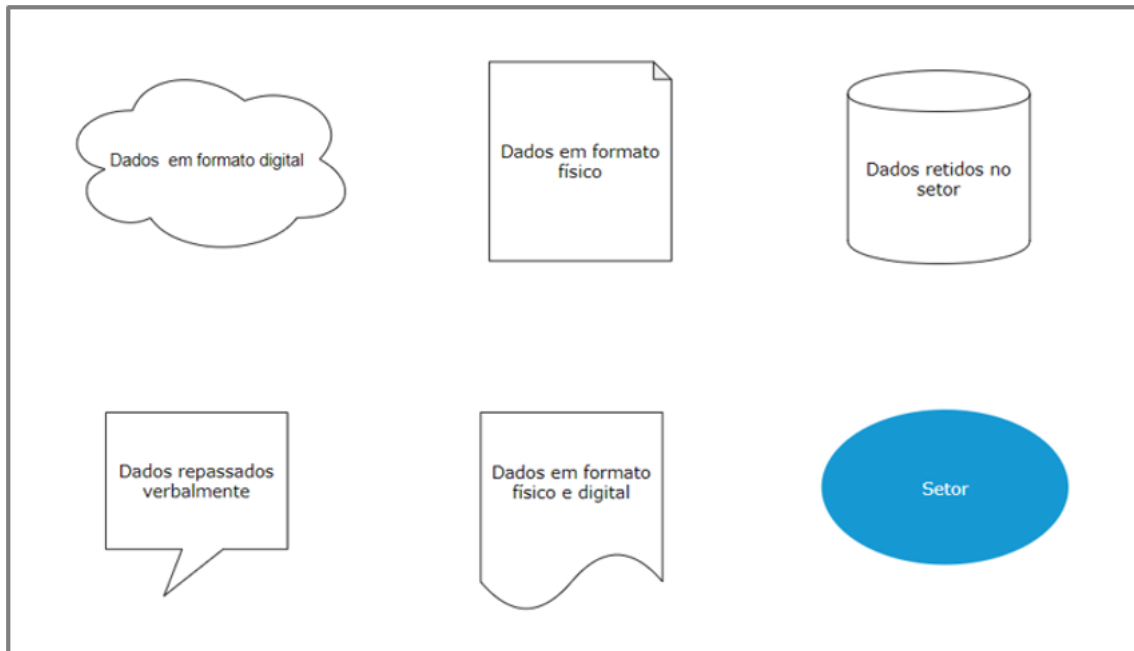 Dados em formato digital
Dados em formato
físico
Dados retidos no
setor
Dados repassados
verbalmente
Dados em formato
físico e digital
Setor